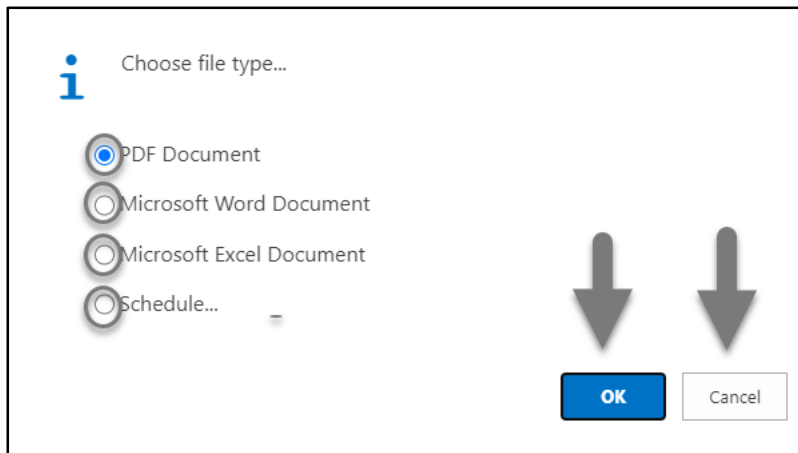 Choose file type...
PDF Document
Microsoft Word Document
Microsoft Excel Document
Schedule...
OK
Cancel